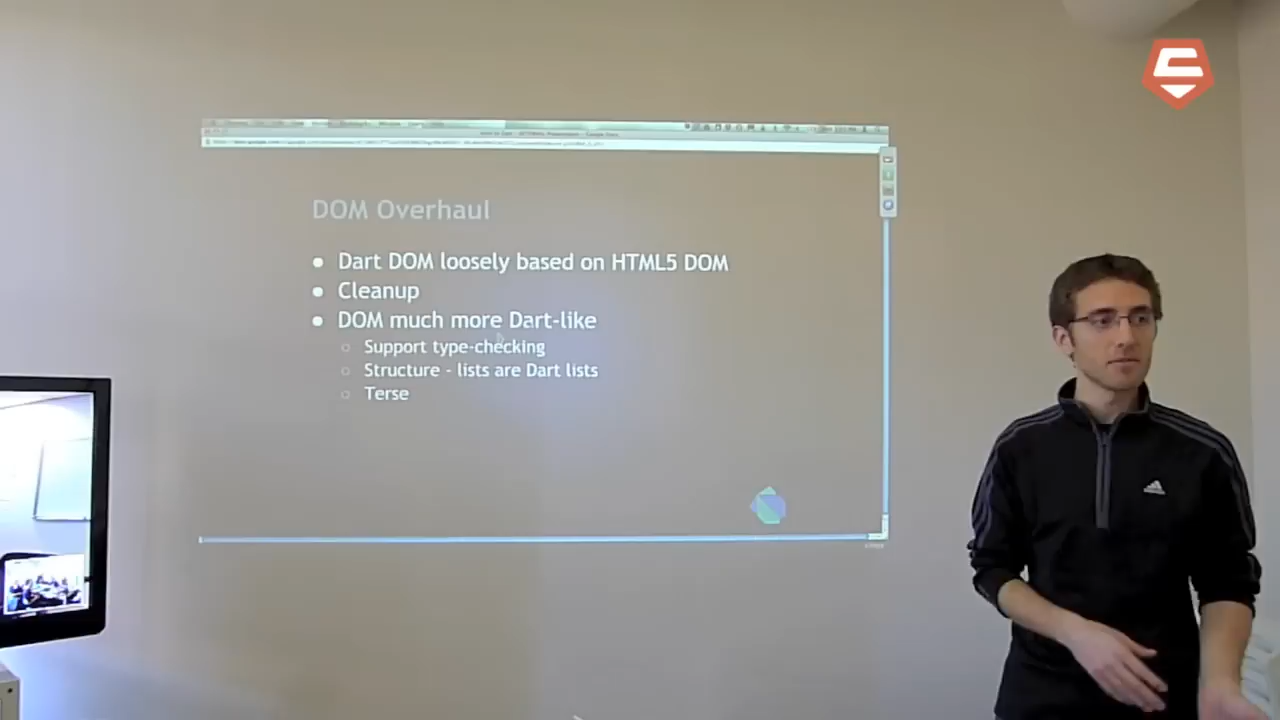 DOM Overhaul
● Dart DOM loosely based on HTML5 DOM
● Cleanup
● DOM much more Dart-like
○ Support type-checking
○ Structure - lists are Dart lists
○ Terse
adidas